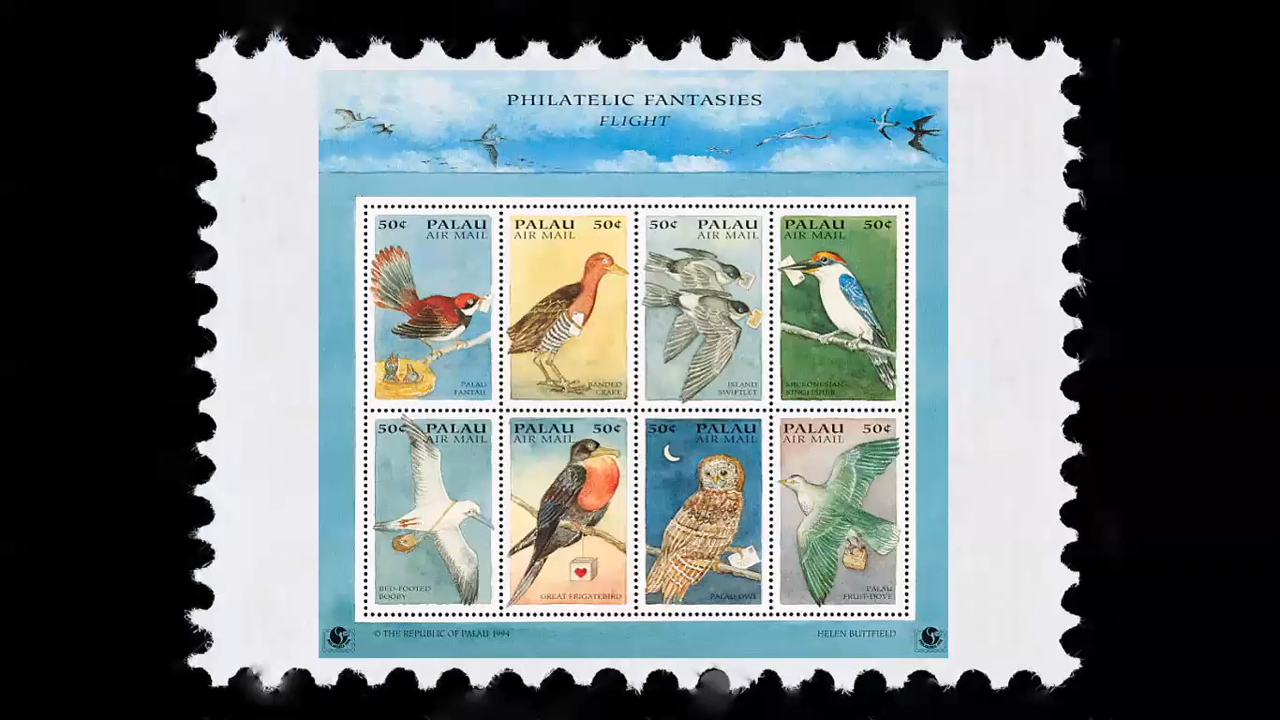 PHILATELIC FANTASIES
FLIGHT
50¢ PALAU
AIR MAIL
PALAU
FANTAIL
PALAU 50¢
AIR MAIL
BANDED
CRAKE
50¢ PALAU
AIR MAIL
ISLAND
SWIFTLET
PALAU 50¢
AIR MAIL
MICRONESIAN
KINGFISHER
50¢ PALAU
AIR MAIL
RED-FOOTED
BOOBY
PALAU 50¢
AIR MAIL
GREAT FRIGATEBIRD
50¢ PALAU
AIR MAIL
PALAU OWL
PALAU 50¢
AIR MAIL
PALAU
FRUIT-DOVE
© THE REPUBLIC OF PALAU 1994
HELEN BUTTFIELD